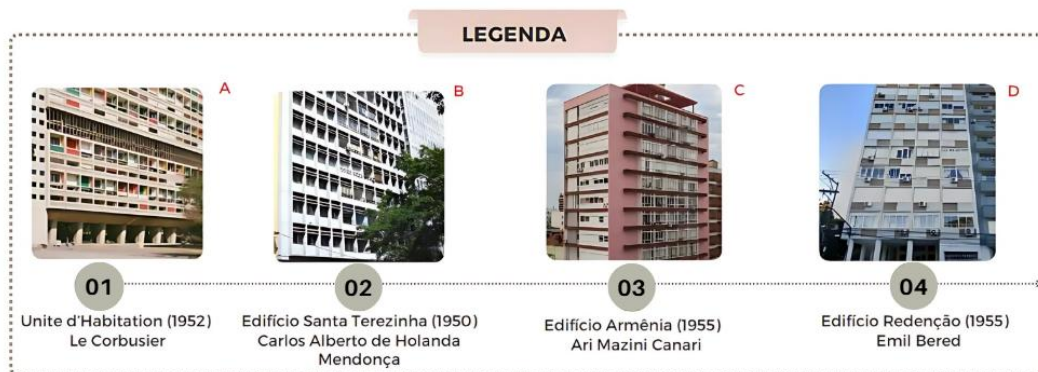 LEGENDA
A
B
C
D
01
02
03
04
Unite d'Habitation (1952)
Le Corbusier
Edifício Santa Terezinha (1950)
Carlos Alberto de Holanda
Mendonça
Edifício Armênia (1955)
Ari Mazini Canari
Edifício Redenção (1955)
Emil Bered